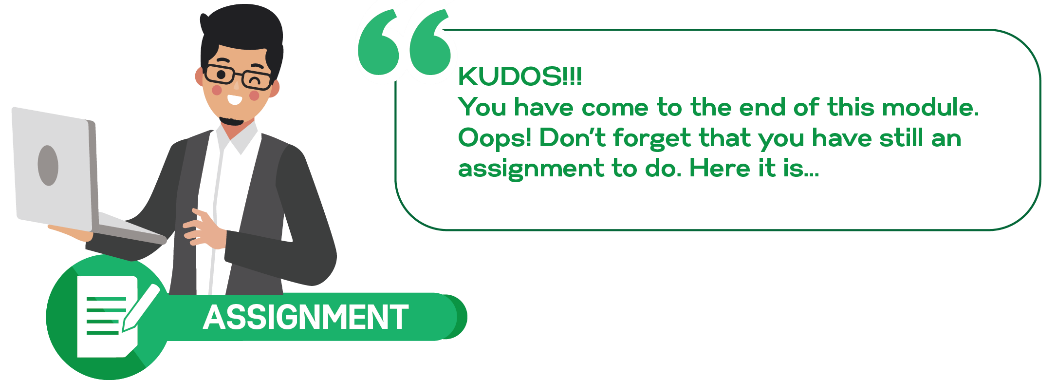 KUDOS!!!
You have come to the end of this module.
Oops! Don't forget that you have still an
assignment to do. Here it is...
ASSIGNMENT